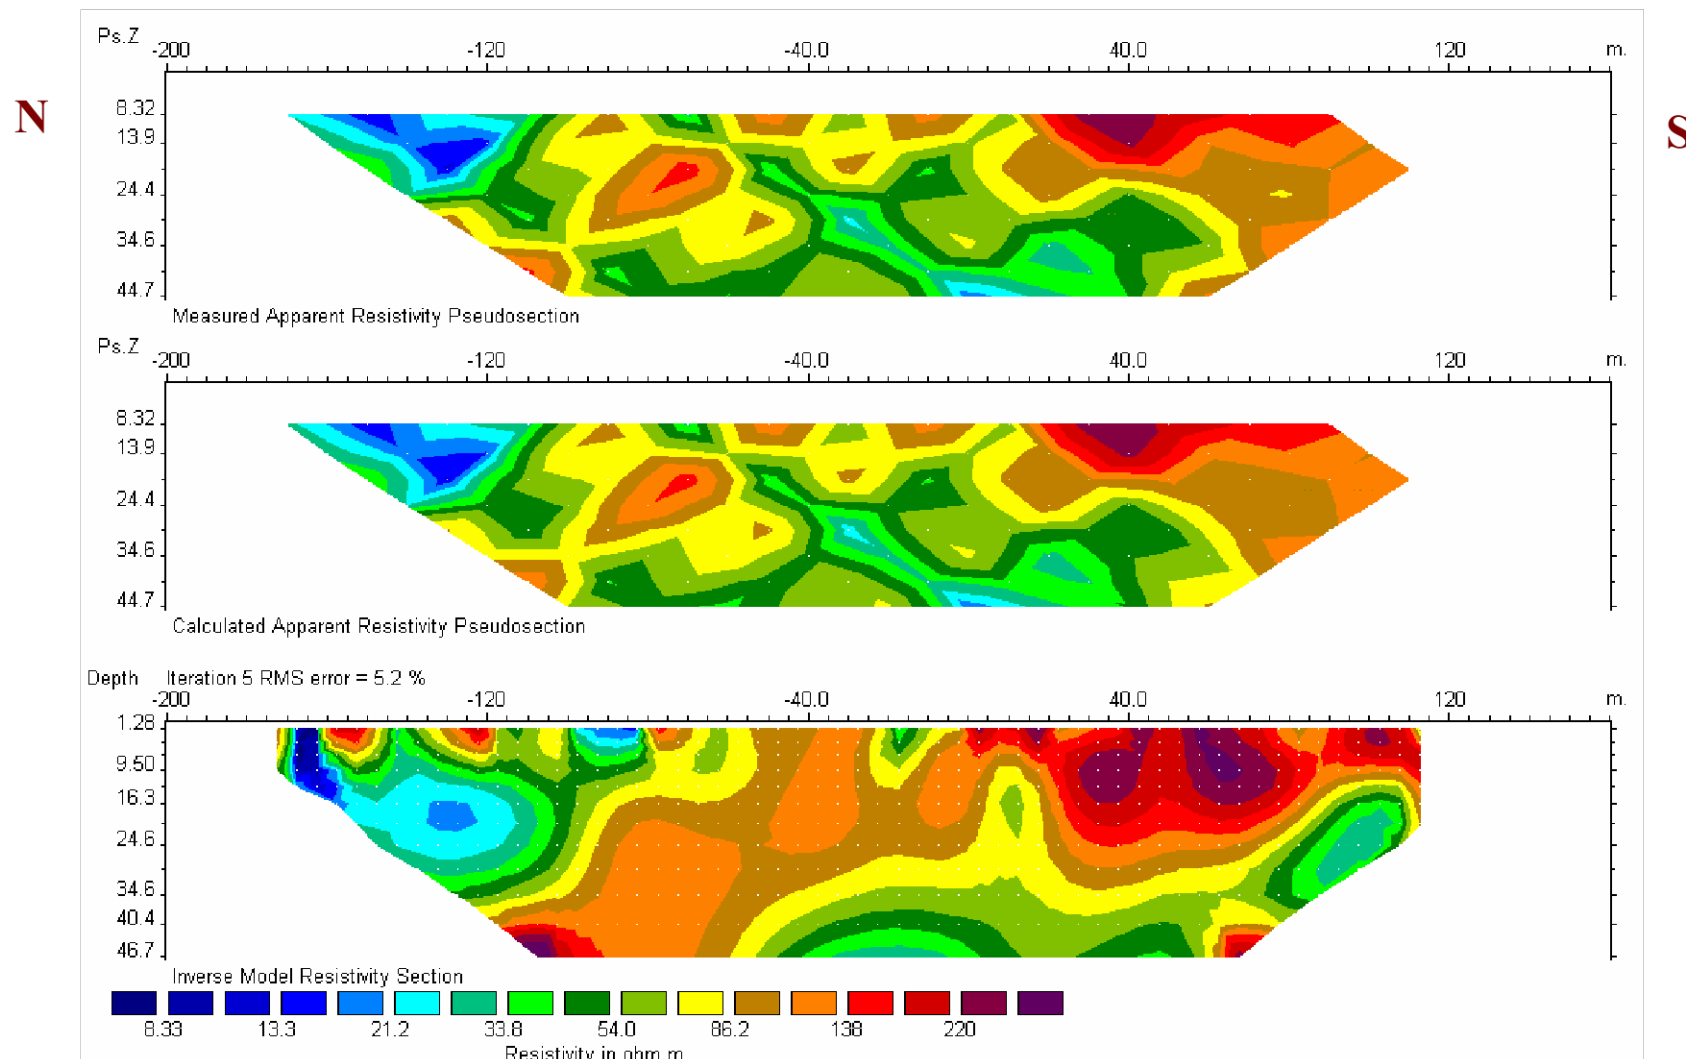 Ps.Z -200 -120 -40.0 40.0 120 m.
N
S
8.32
13.9
24.4
34.6
44.7
Measured Apparent Resistivity Pseudosection
Ps.Z -200 -120 -40.0 40.0 120 m.
8.32
13.9
24.4
34.6
44.7
Calculated Apparent Resistivity Pseudosection
Depth Iteration 5 RMS error = 5.2 %
-200 -120 -40.0 40.0 120 m.
1.28
9.50
16.3
24.6
34.6
40.4
46.7
Inverse Model Resistivity Section
8.33 13.3 21.2 33.8 54.0 86.2 138 220
Resistivity in ohm.m